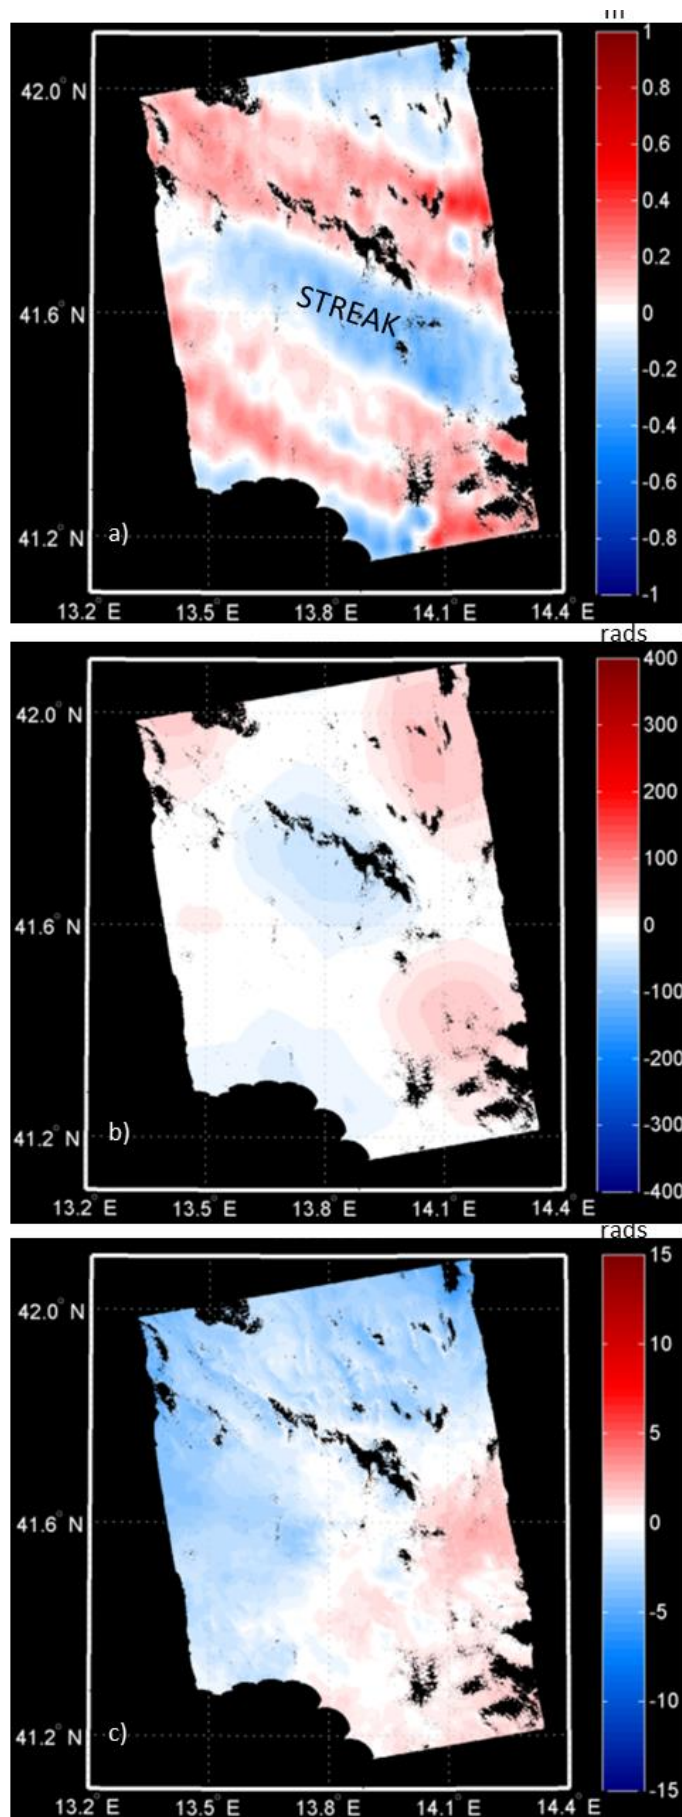 m
1
0.8
0.6
0.4
0.2
0
-0.2
-0.4
-0.6
-0.8
-1
42.0° N
41.6° N
41.2° N
STREAK
a)
13.2° E 13.5° E 13.8° E 14.1° E 14.4° E
rads
400
300
200
100
0
-100
-200
-300
-400
42.0° N
41.6° N
41.2° N
b)
13.2° E 13.5° E 13.8° E 14.1° E 14.4° E
rads
15
10
5
0
-5
-10
-15
42.0° N
41.6° N
41.2° N
c)
13.2° E 13.5° E 13.8° E 14.1° E 14.4° E